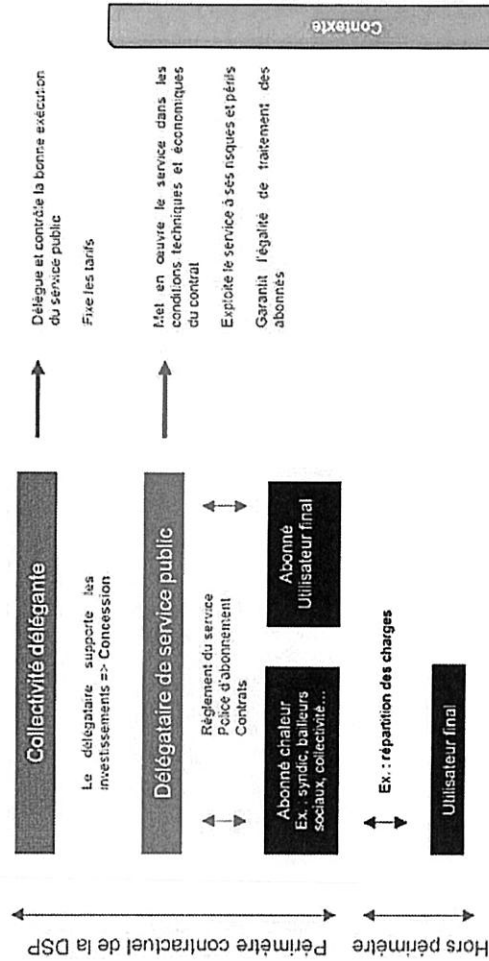 Contexte
Collectivité délégante
Délègue et contrôle la bonne exécution
du service public
Fixe les tarifs
Le délégataire supporte les
investissements => Concession
Délégataire de service public
Met en œuvre le service dans les
conditions techniques et économiques
du contrat
Exploite le service à ses risques et périls
Garantit l'égalité de traitement des
abonnés
Règlement du service
Police d'abonnement
Contrats
Abonné chaleur
Ex. : syndic, bailleurs
sociaux, collectivité...
Abonné
Utilisateur final
Ex. : répartition des charges
Utilisateur final
Périmètre contractuel de la DSP
Hors périmètre